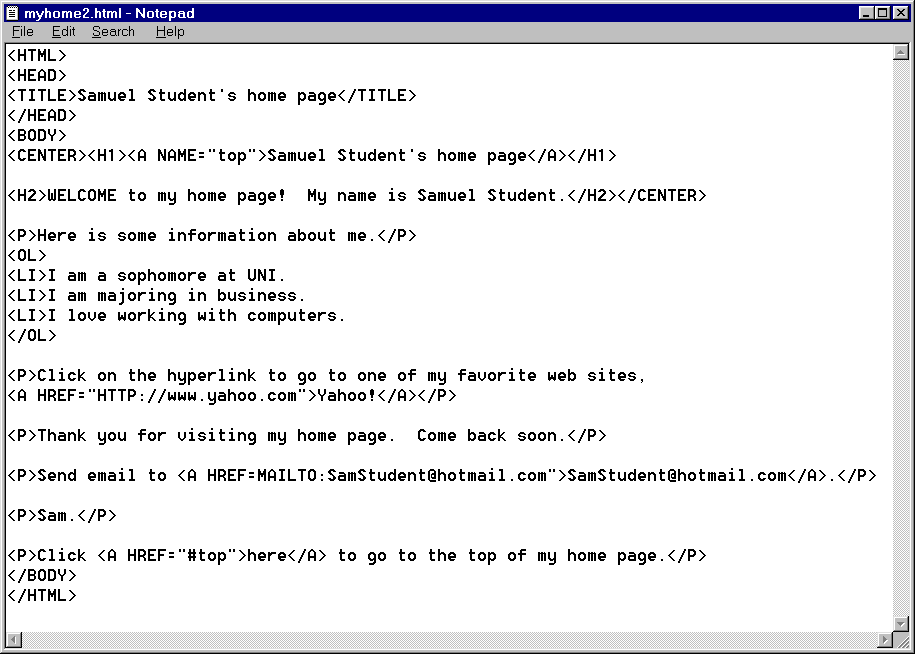 myhome2.html - Notepad
File Edit Search Help
<HTML>
<HEAD>
<TITLE>Samuel Student's home page</TITLE>
</HEAD>
<BODY>
<CENTER><H1><A NAME="top">Samuel Student's home page</A></H1>
<H2>WELCOME to my home page!  My name is Samuel Student.</H2></CENTER>
<P>Here is some information about me.</P>
<OL>
<LI>I am a sophomore at UNI.
<LI>I am majoring in business.
<LI>I love working with computers.
</OL>
<P>Click on the hyperlink to go to one of my favorite web sites,
<A HREF="HTTP://www.yahoo.com">Yahoo!</A></P>
<P>Thank you for visiting my home page.  Come back soon.</P>
<P>Send email to <A HREF=MAILTO:SamStudent@hotmail.com">SamStudent@hotmail.com</A>.</P>
<P>Sam.</P>
<P>Click <A HREF="#top">here</A> to go to the top of my home page.</P>
</BODY>
</HTML>